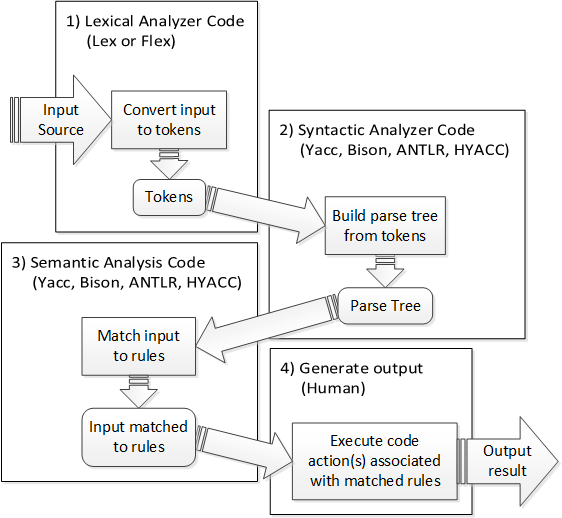 1) Lexical Analyzer Code
(Lex or Flex)
Input
Source
Convert input
to tokens
Tokens
2) Syntactic Analyzer Code
(Yacc, Bison, ANTLR, HYACC)
Build parse tree
from tokens
Parse Tree
3) Semantic Analysis Code
(Yacc, Bison, ANTLR, HYACC)
Match input
to rules
Input matched
to rules
4) Generate output
(Human)
Execute code
action(s) associated
with matched rules
Output
result